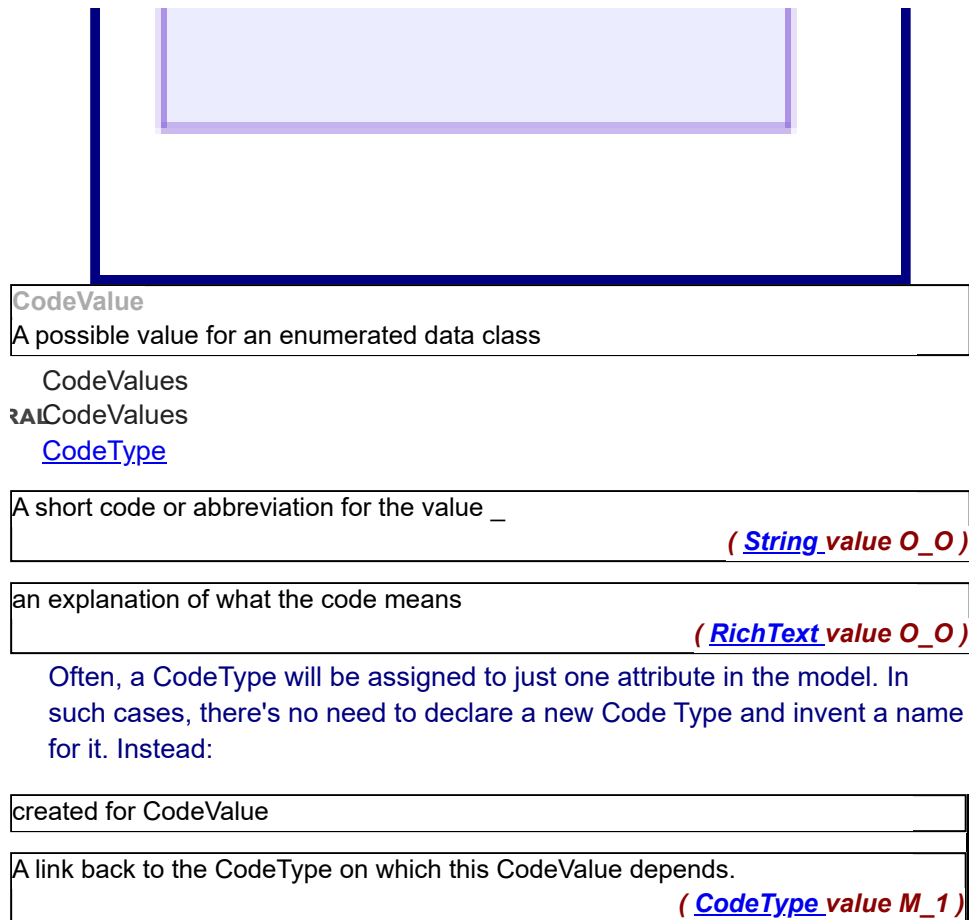 CodeValue
A possible value for an enumerated data class
CodeValues
RAL CodeValues
CodeType
A short code or abbreviation for the value _
( String value O_O )
an explanation of what the code means
( RichText value O_O )
Often, a CodeType will be assigned to just one attribute in the model. In
such cases, there's no need to declare a new Code Type and invent a name
for it. Instead:
created for CodeValue
A link back to the CodeType on which this CodeValue depends.
( CodeType value M_1 )